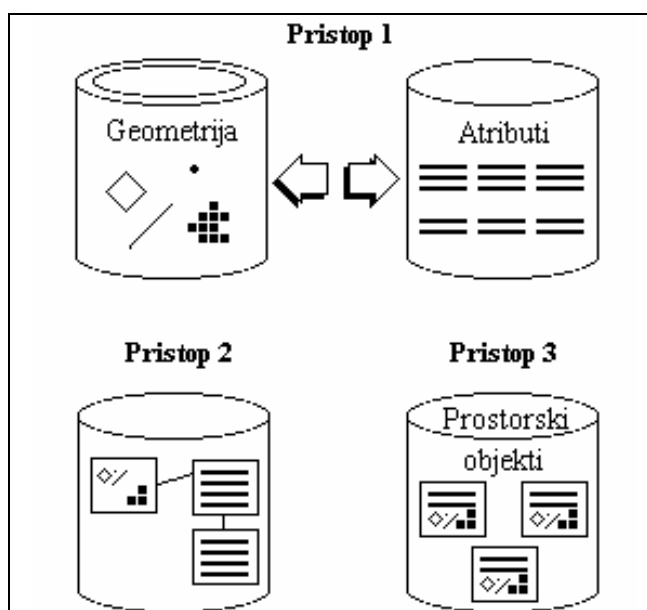 Pristop 1
Geometrija
Atributi
Pristop 2
Pristop 3
Prostorski
objekti